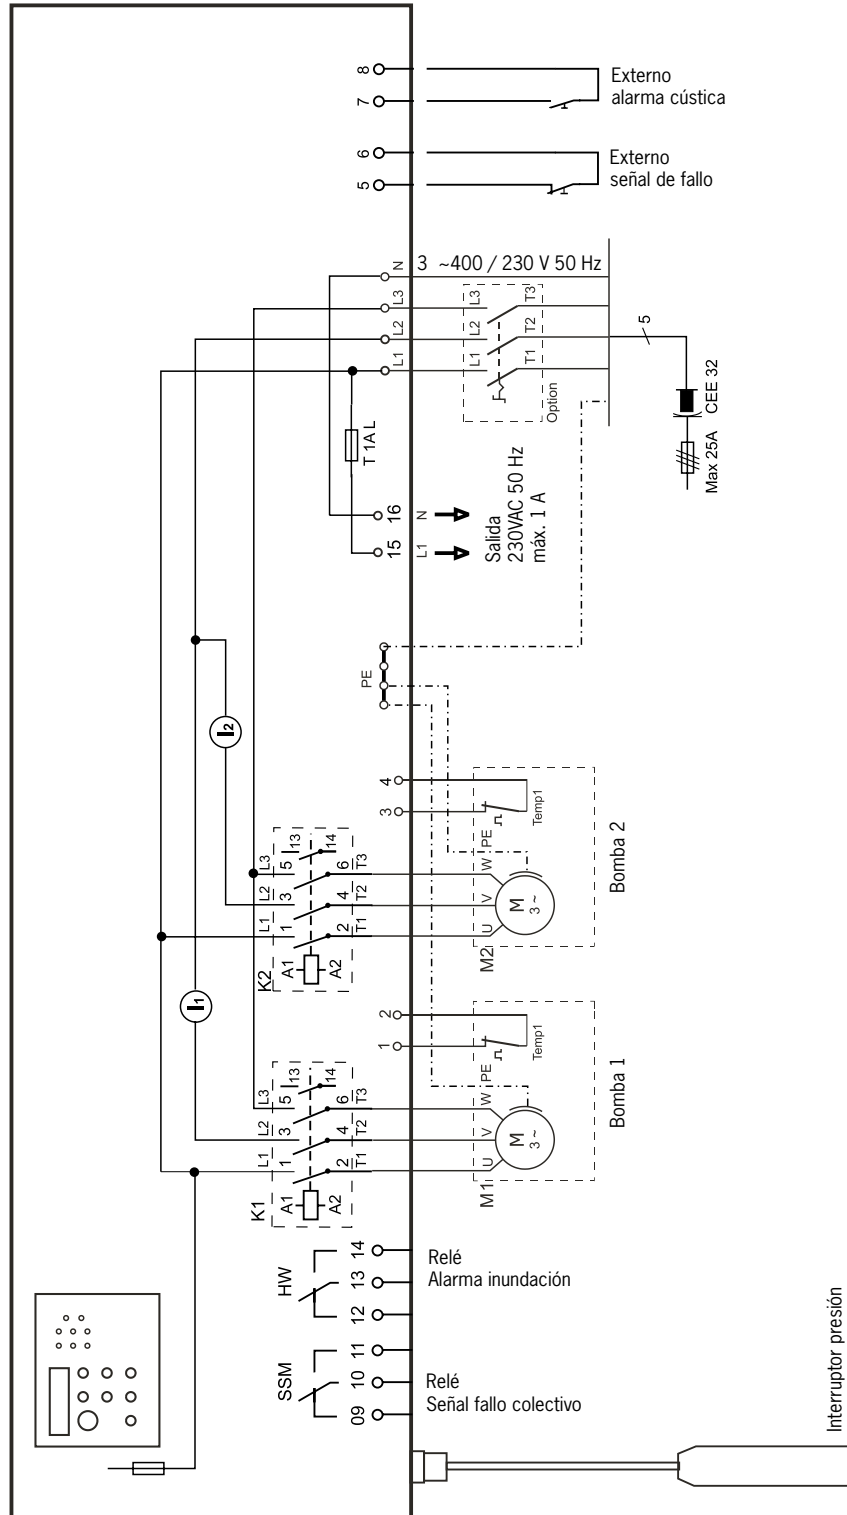 8
7
Externo
alarma cústica
6
5
Externo
señal de fallo
N
L3
L2
L1
3 ~400 / 230 V 50 Hz
L3
L2
L1
T3
T2
T1
Option
5
CEE 32
Max 25A
T 1A L
16
15
N
L1
Salida
230VAC 50 Hz
máx. 1 A
PE
I2
4
3
K2
L3
L2
L1
5
3
1
13
14
A1
A2
6
4
2
T3
T2
T1
PE
Temp1
W
V
U
M
3 ~
M2
Bomba 2
I1
2
1
K1
L3
L2
L1
5
3
1
13
14
A1
A2
6
4
2
T3
T2
T1
PE
Temp1
W
V
U
M
3 ~
M1
Bomba 1
HW
14
13
12
Relé
Alarma inundación
SSM
11
10
09
Relé
Señal fallo colectivo
Interruptor presión